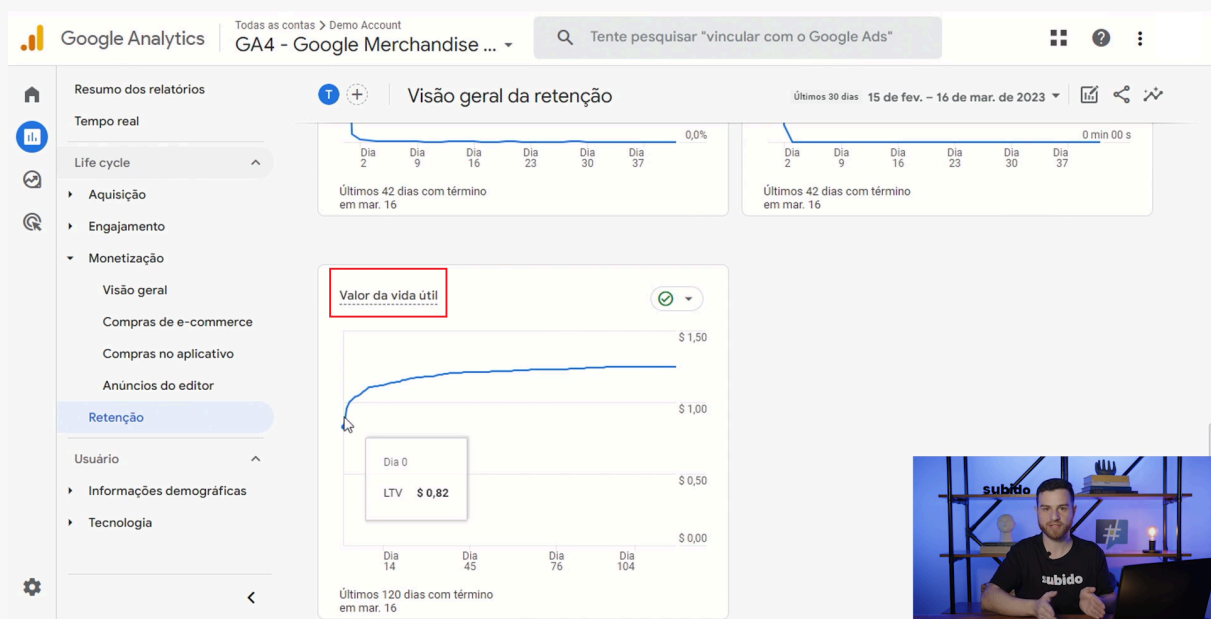 Google Analytics
Todas as contas > Demo Account
GA4 - Google Merchandise ...
Tente pesquisar "vincular com o Google Ads"
Resumo dos relatórios
Tempo real
Life cycle
Aquisição
Engajamento
Monetização
Visão geral
Compras de e-commerce
Compras no aplicativo
Anúncios do editor
Retenção
Usuário
Informações demográficas
Tecnologia
T
Visão geral da retenção
Últimos 30 dias 15 de fev. – 16 de mar. de 2023
0,0%
Dia Dia Dia Dia Dia Dia
2 9 16 23 30 37
Últimos 42 dias com término
em mar. 16
0 min 00 s
Dia Dia Dia Dia Dia Dia
2 9 16 23 30 37
Últimos 42 dias com término
em mar. 16
Valor da vida útil
$ 1,50
$ 1,00
$ 0,50
$ 0,00
Dia 0
LTV $ 0,82
Dia Dia Dia Dia
14 45 76 104
Últimos 120 dias com término
em mar. 16
subido
#
subido